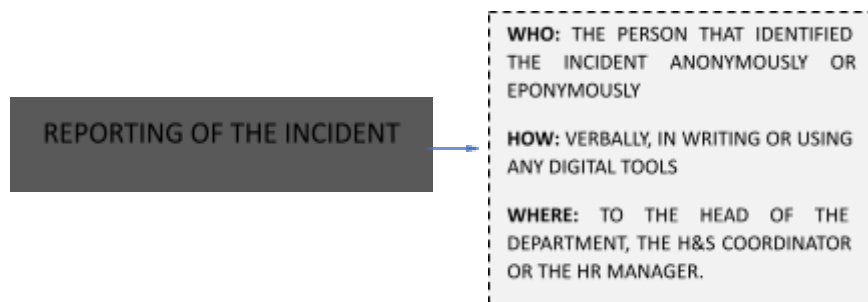 REPORTING OF THE INCIDENT
WHO: THE PERSON THAT IDENTIFIED
THE INCIDENT ANONYMOUSLY OR
EPONYMOUSLY
HOW: VERBALLY, IN WRITING OR USING
ANY DIGITAL TOOLS
WHERE: TO THE HEAD OF THE
DEPARTMENT, THE H&S COORDINATOR
OR THE HR MANAGER.